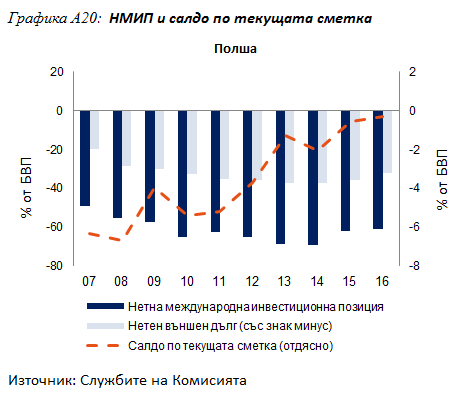 Графика А20: НМИП и салдо по текущата сметка
Полша
20 2
0 0
-20 -2
-40 -4
-60 -6
-80 -8
% от БВП
% от БВП
07 08 09 10 11 12 13 14 15 16
Нетна международна инвестиционна позиция
Нетен външен дълг (със знак минус)
Салдо по текущата сметка (отдясно)
Източник: Службите на Комисията